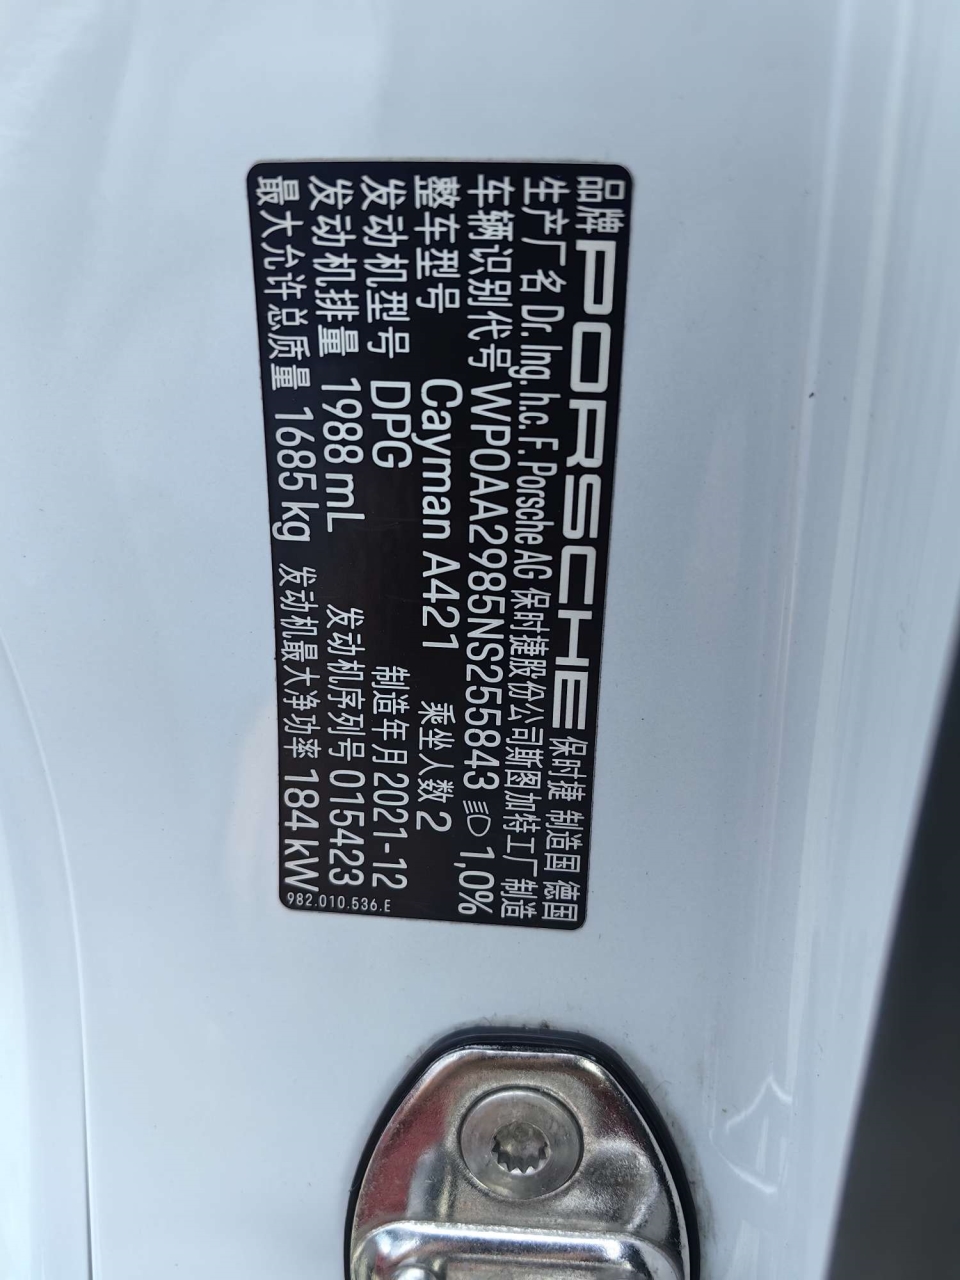 品牌 PORSCHE 保时捷 制造国 德国
生产厂名 Dr. Ing. h.c. F. Porsche AG 保时捷股份公司斯图加特工厂制造
车辆识别代号 WP0AA2985NS255843 1,0%
整车型号 Cayman A421 乘坐人数 2
发动机型号 DPG 制造年月 2021-12
发动机排量 1988 mL 发动机序列号 015423
最大允许总质量 1685 kg 发动机最大净功率 184 kW
982.010.536.E